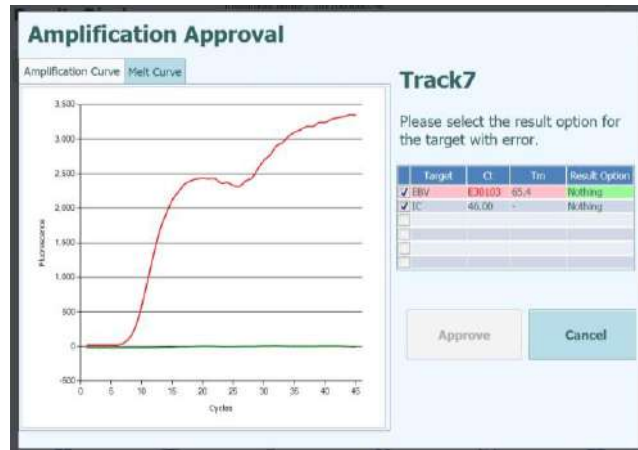 Amplification Approval
Amplification Curve Melt Curve
Track7
Please select the result option for
the target with error.
Target Ct Tm Result Option
EBV E30103 65.4 Nothing
IC 46.00 - Nothing
Approve Cancel
3.500
3.000
2.500
2.000
1.500
1.000
500
0
-500
Fluorescence
0 5 10 15 20 25 30 35 40 45
Cycles